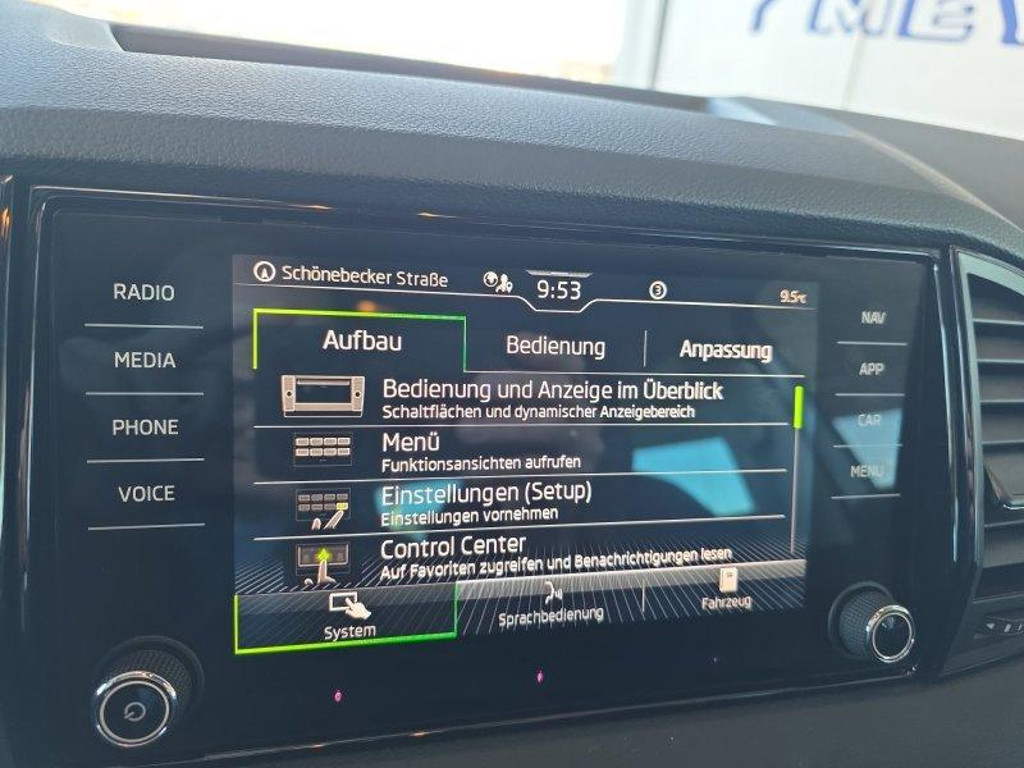 MEY
Schönebecker Straße
9:53
3
9.5°C
RADIO
MEDIA
PHONE
VOICE
NAV
APP
CAR
MENU
Aufbau
Bedienung
Anpassung
Bedienung und Anzeige im Überblick
Schaltflächen und dynamischer Anzeigebereich
Menü
Funktionsansichten aufrufen
Einstellungen (Setup)
Einstellungen vornehmen
Control Center
Auf Favoriten zugreifen und Benachrichtigungen lesen
System
Sprachbedienung
Fahrzeug